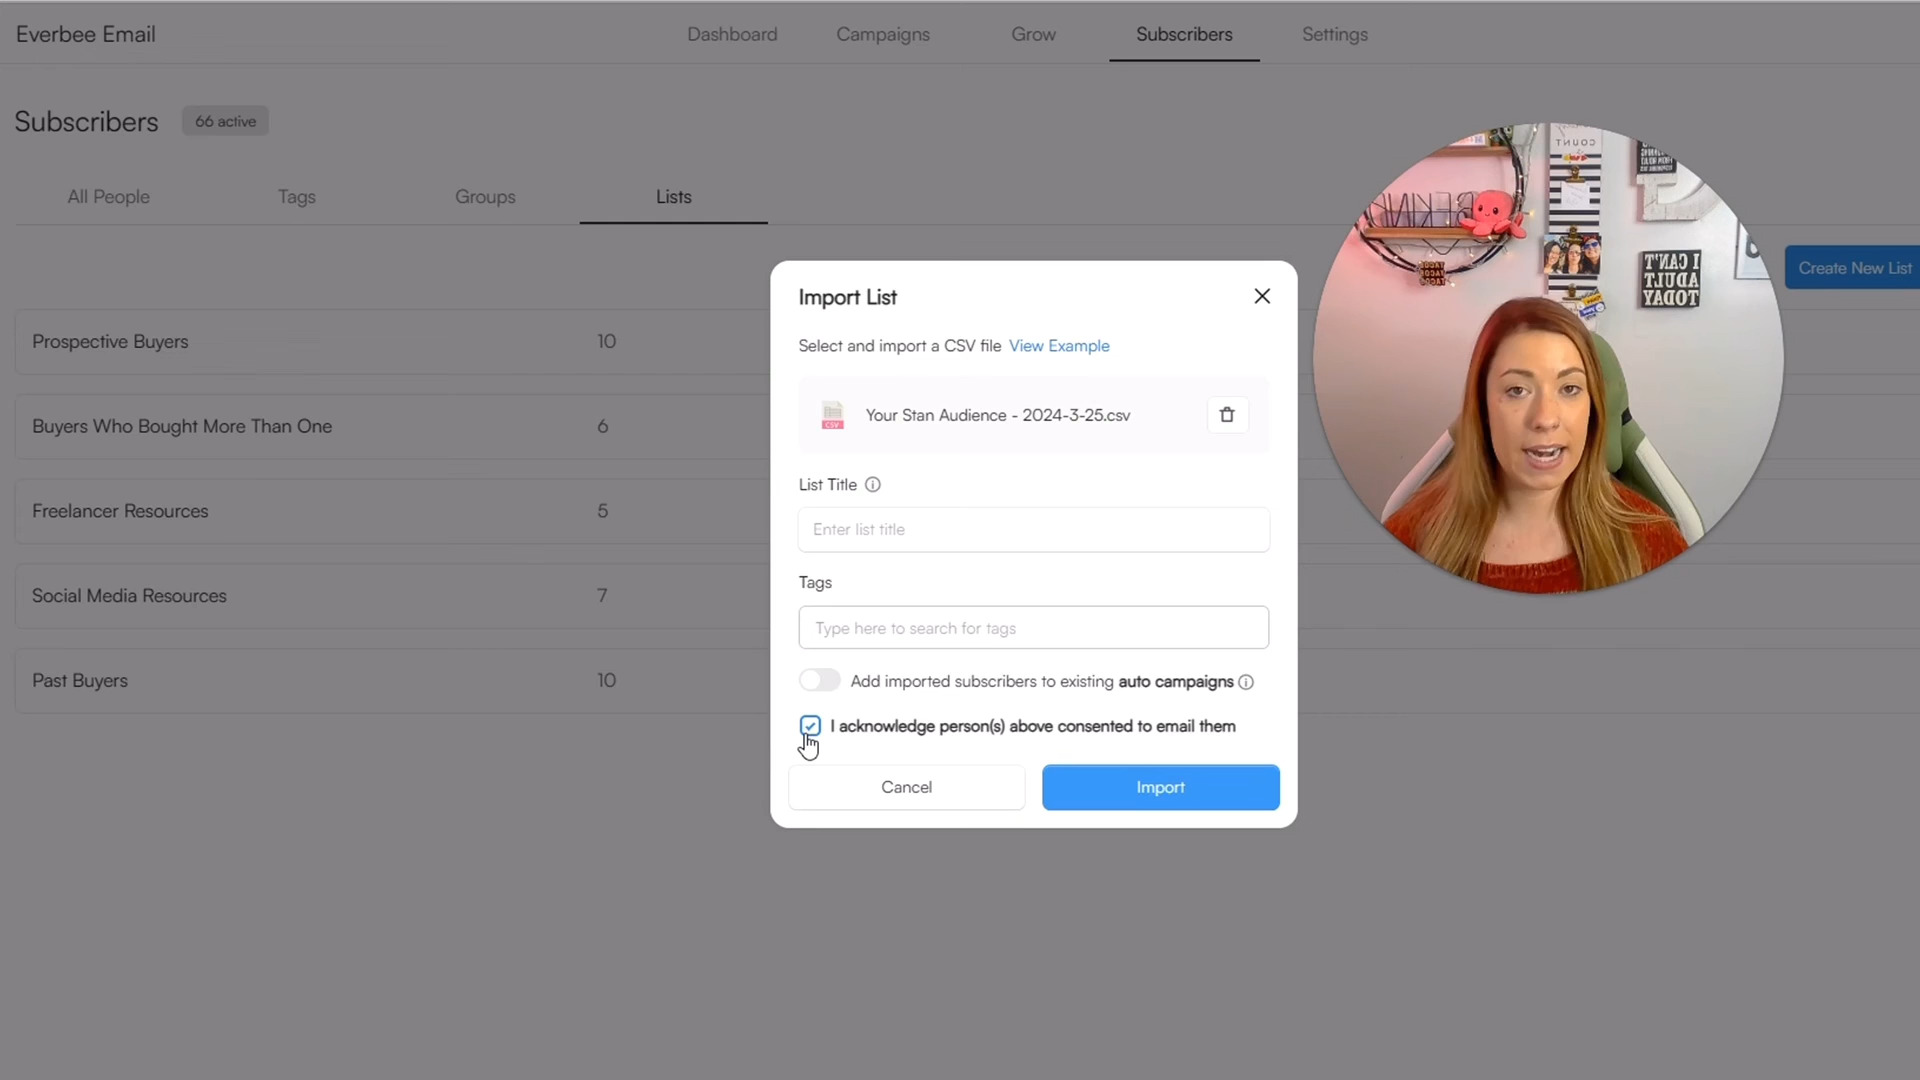 Everbee Email
Dashboard
Campaigns
Grow
Subscribers
Settings
Subscribers
66 active
All People
Tags
Groups
Lists
Create New List
Prospective Buyers
10
Buyers Who Bought More Than One
6
Freelancer Resources
5
Social Media Resources
7
Past Buyers
10
Import List
Select and import a CSV file View Example
CSV
Your Stan Audience - 2024-3-25.csv
List Title
Enter list title
Tags
Type here to search for tags
Add imported subscribers to existing auto campaigns
I acknowledge person(s) above consented to email them
Cancel
Import
COUNT
I CAN'T
ADULT
TODAY